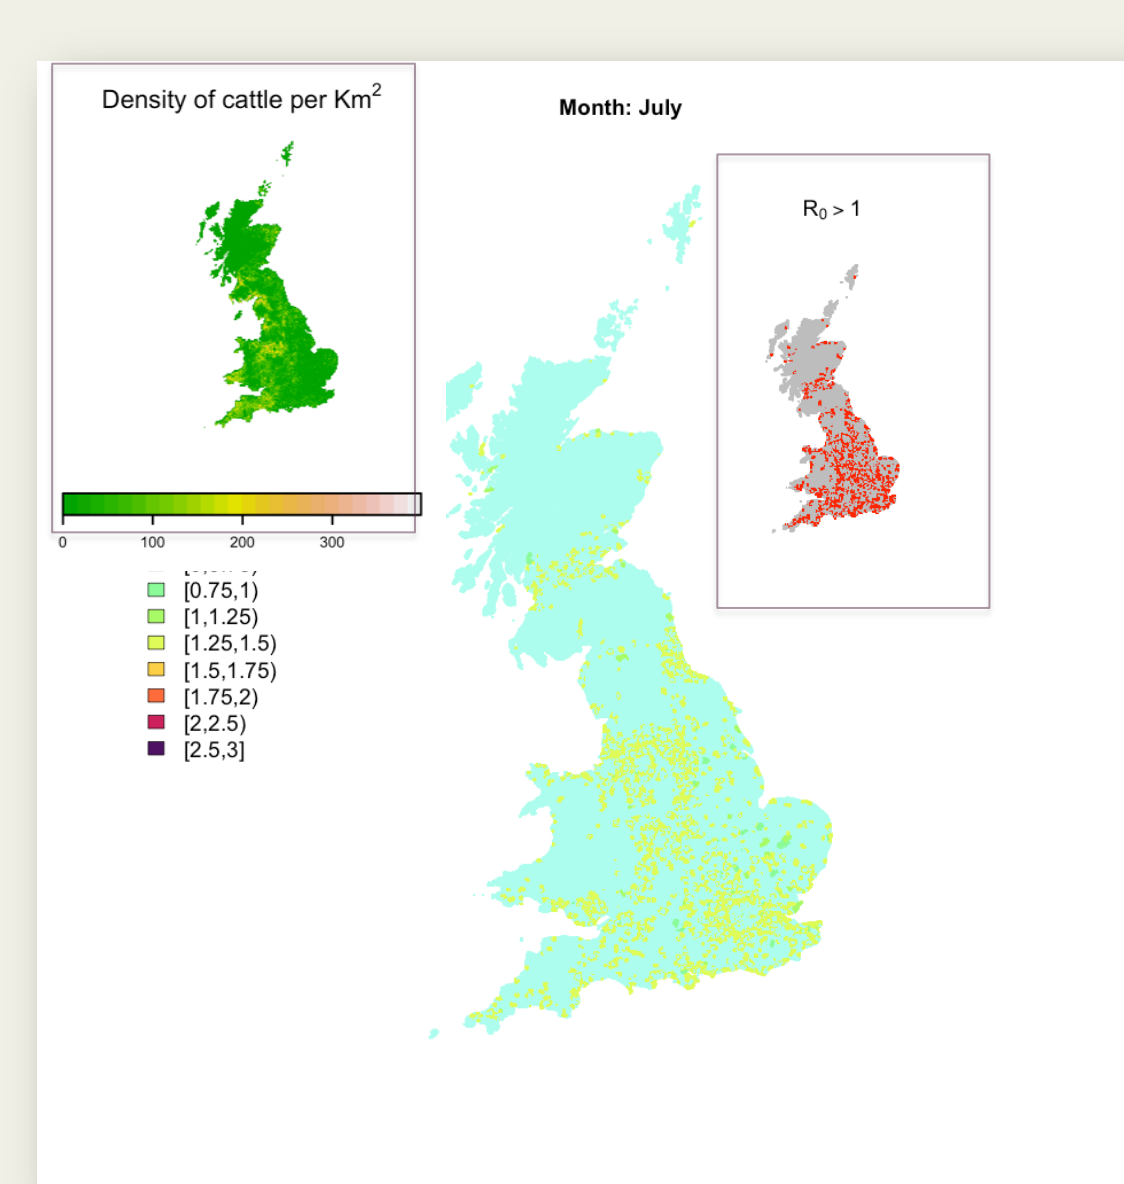 Density of cattle per Km²
Month: July
R₀ > 1
0 100 200 300
[0.75,1)
[1,1.25)
[1.25,1.5)
[1.5,1.75)
[1.75,2)
[2,2.5)
[2.5,3]